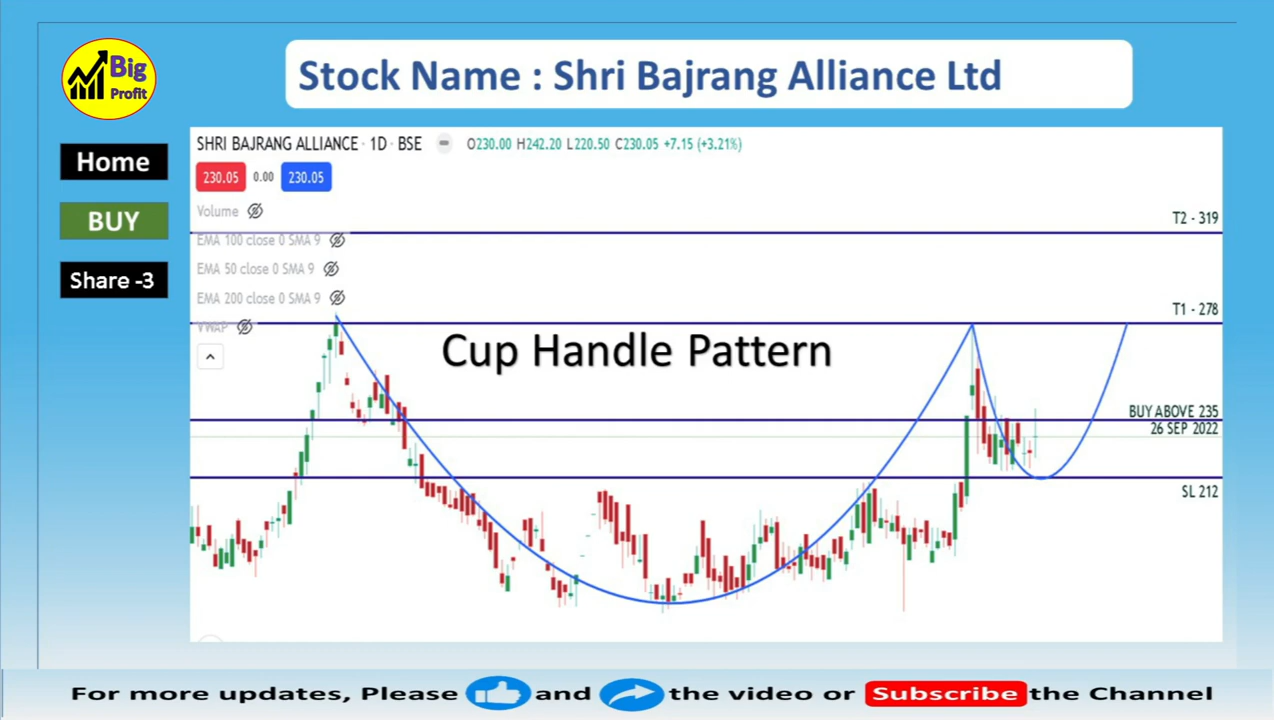 Big
Profit
Stock Name : Shri Bajrang Alliance Ltd
Home
BUY
Share -3
SHRI BAJRANG ALLIANCE · 1D · BSE O230.00 H242.20 L220.50 C230.05 +7.15 (+3.21%)
230.05 0.00 230.05
Volume
T2 - 319
EMA 100 close 0 SMA 9
EMA 50 close 0 SMA 9
EMA 200 close 0 SMA 9
T1 - 278
VWAP
Cup Handle Pattern
BUY ABOVE 235
26 SEP 2022
SL 212
For more updates, Please and the video or Subscribe the Channel